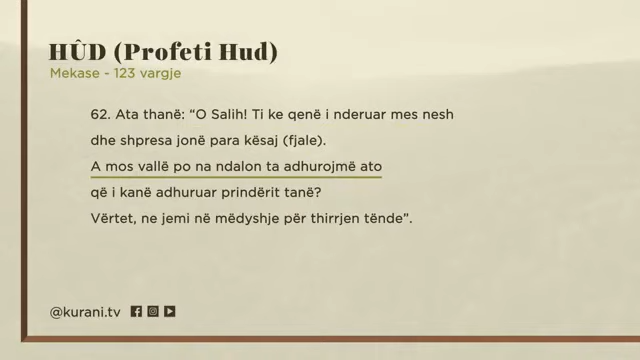 HÛD (Profeti Hud)
Mekase - 123 vargje
62. Ata thanë: “O Salih! Ti ke qenë i nderuar mes nesh
dhe shpresa jonë para kësaj (fjale).
A mos vallë po na ndalon ta adhurojmë ato
që i kanë adhuruar prindërit tanë?
Vërtet, ne jemi në mëdyshje për thirrjen tënde”.
@kurani.tv